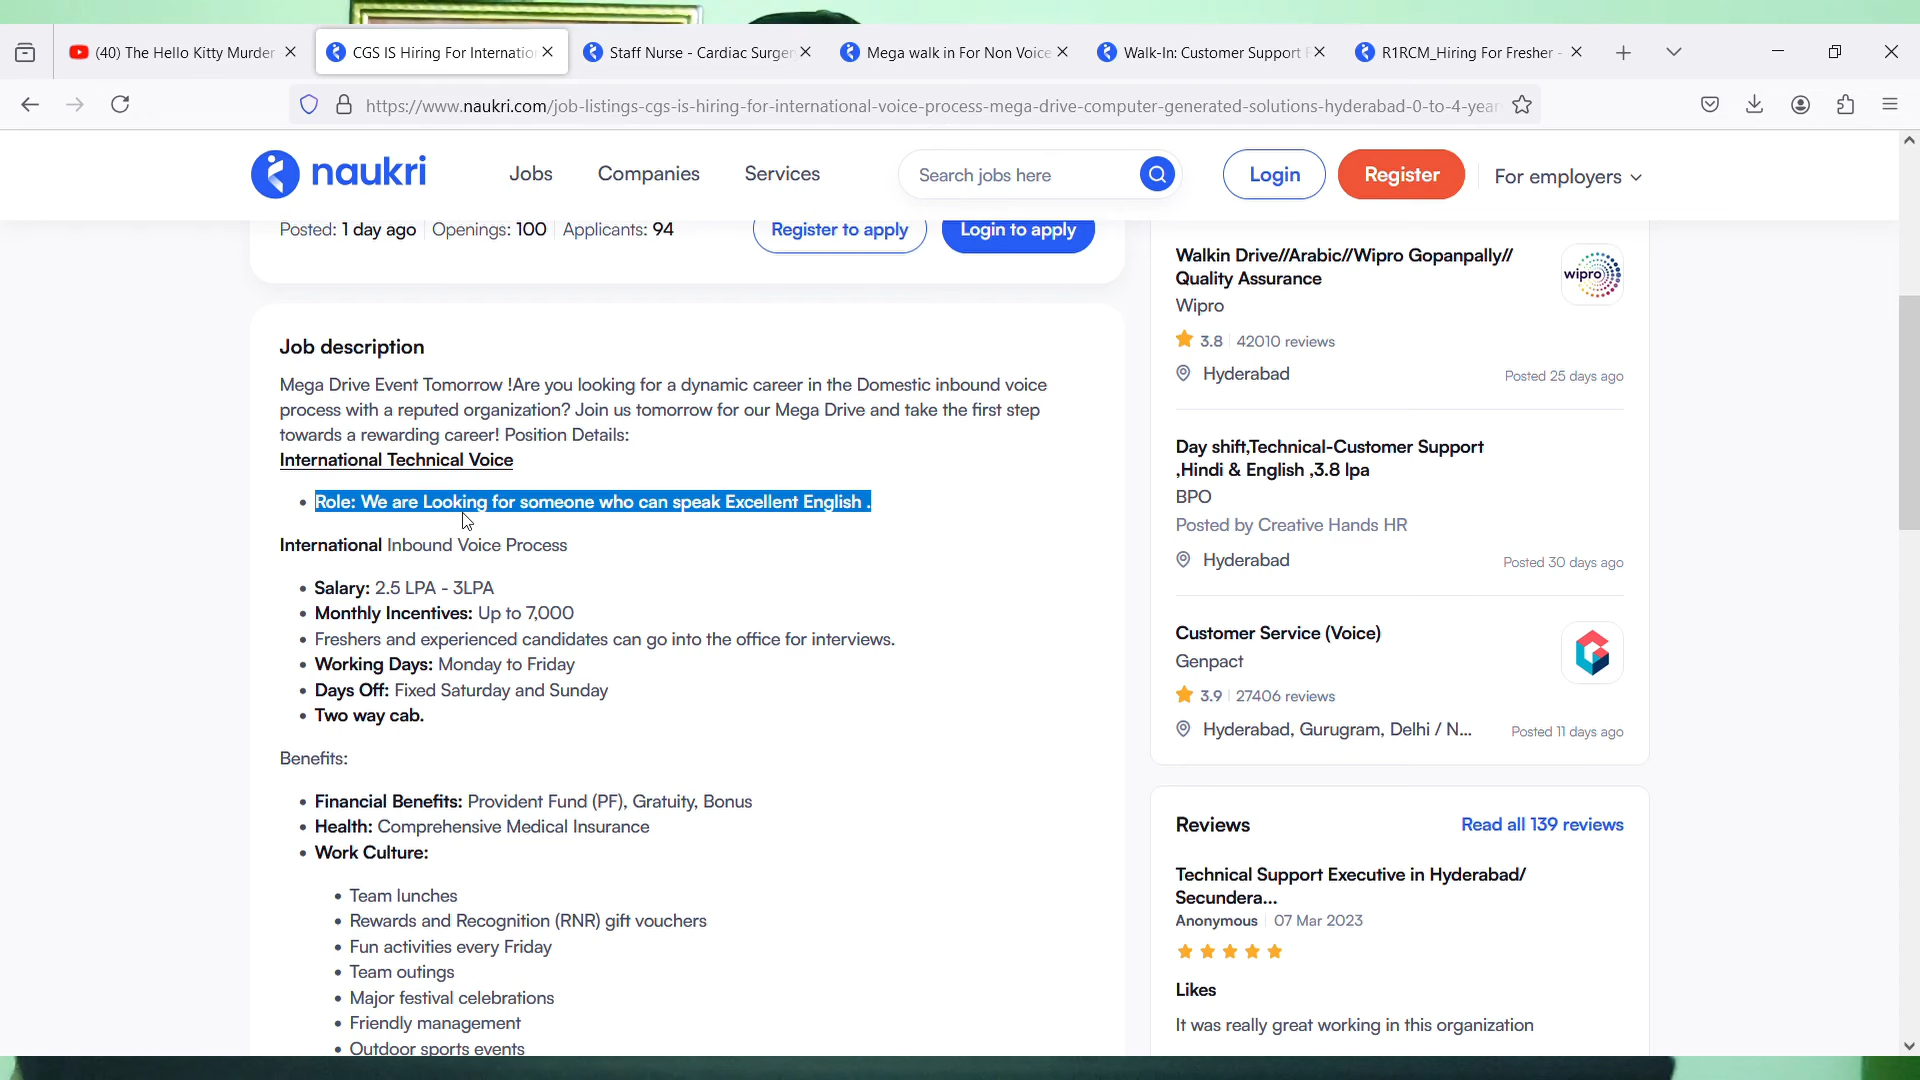 (40) The Hello Kitty Murder
CGS IS Hiring For Internatio
Staff Nurse - Cardiac Surger
Mega walk in For Non Voice
Walk-In: Customer Support
R1RCM_Hiring For Fresher -
https://www.naukri.com/job-listings-cgs-is-hiring-for-international-voice-process-mega-drive-computer-generated-solutions-hyderabad-0-to-4-year
naukri
Jobs
Companies
Services
Search jobs here
Login
Register
For employers
Posted: 1 day ago
Openings: 100
Applicants: 94
Register to apply
Login to apply
Job description
Mega Drive Event Tomorrow !Are you looking for a dynamic career in the Domestic inbound voice
process with a reputed organization? Join us tomorrow for our Mega Drive and take the first step
towards a rewarding career! Position Details:
International Technical Voice
• Role: We are Looking for someone who can speak Excellent English .
International Inbound Voice Process
• Salary: 2.5 LPA - 3LPA
• Monthly Incentives: Up to 7,000
• Freshers and experienced candidates can go into the office for interviews.
• Working Days: Monday to Friday
• Days Off: Fixed Saturday and Sunday
• Two way cab.
Benefits:
• Financial Benefits: Provident Fund (PF), Gratuity, Bonus
• Health: Comprehensive Medical Insurance
• Work Culture:
• Team lunches
• Rewards and Recognition (RNR) gift vouchers
• Fun activities every Friday
• Team outings
• Major festival celebrations
• Friendly management
• Outdoor sports events
Walkin Drive//Arabic//Wipro Gopanpally//
Quality Assurance
Wipro
wipro
3.8
42010 reviews
Hyderabad
Posted 25 days ago
Day shift,Technical-Customer Support
,Hindi & English ,3.8 lpa
BPO
Posted by Creative Hands HR
Hyderabad
Posted 30 days ago
Customer Service (Voice)
Genpact
3.9
27406 reviews
Hyderabad, Gurugram, Delhi / N...
Posted 11 days ago
Reviews
Read all 139 reviews
Technical Support Executive in Hyderabad/
Secundera...
Anonymous
07 Mar 2023
Likes
It was really great working in this organization